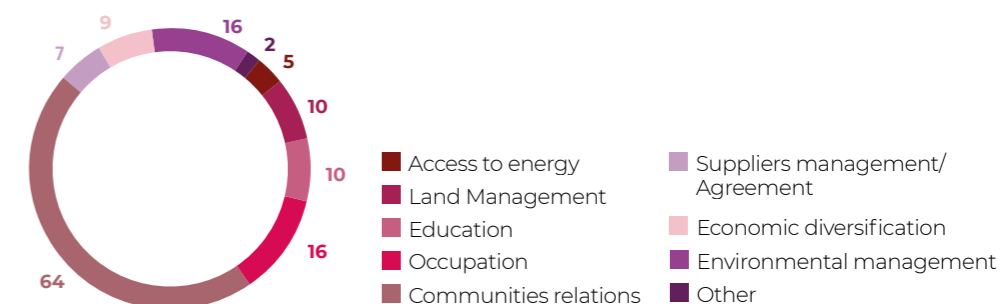 9
16
2
7
5
10
10
16
64
Access to energy
Land Management
Education
Occupation
Communities relations
Suppliers management/
Agreement
Economic diversification
Environmental management
Other